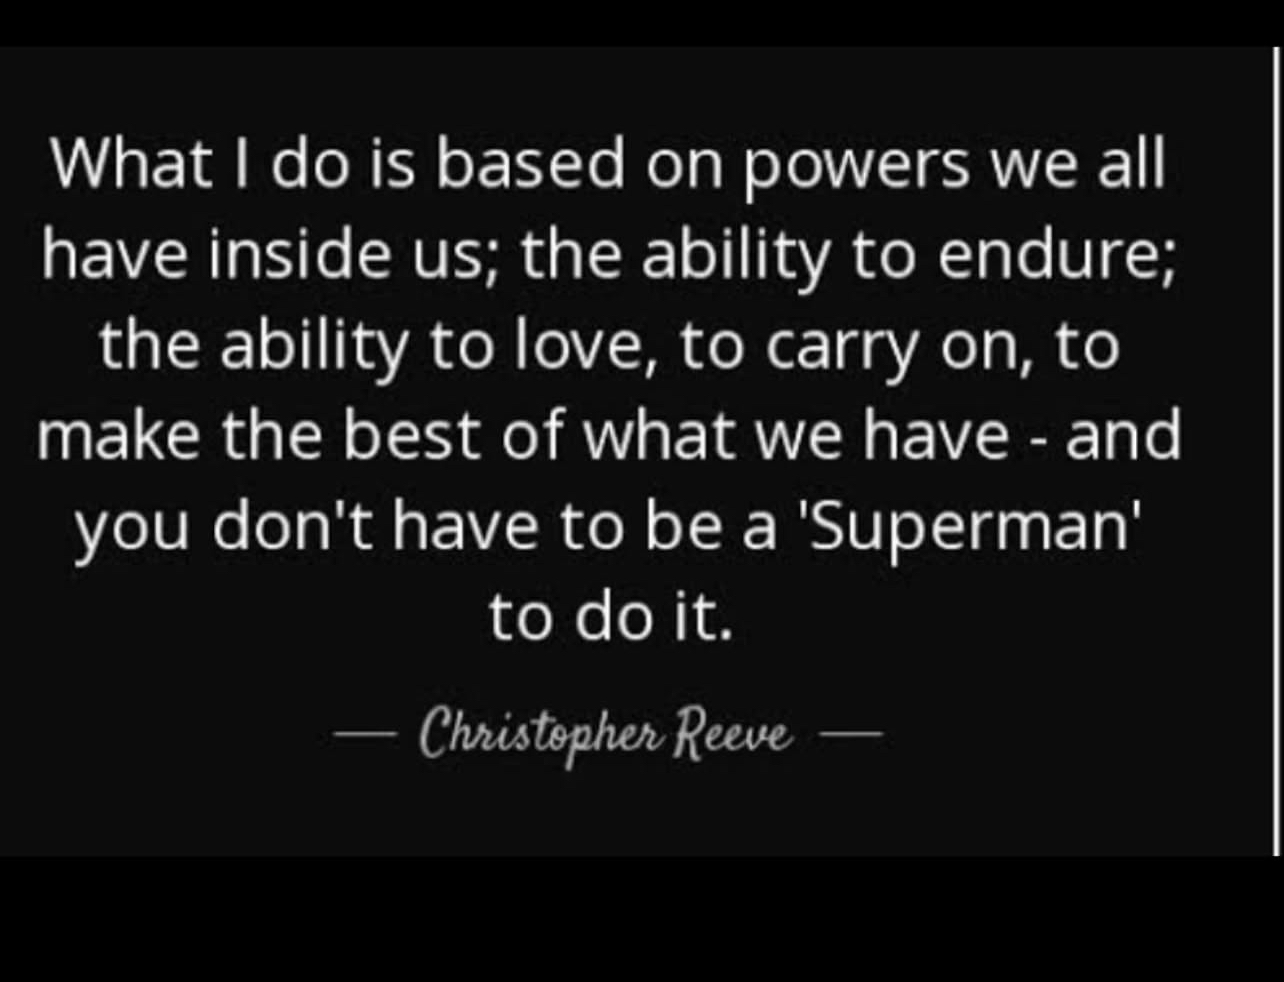 What I do is based on powers we all
have inside us; the ability to endure;
the ability to love, to carry on, to
make the best of what we have - and
you don't have to be a 'Superman'
to do it.
— Christopher Reeve —